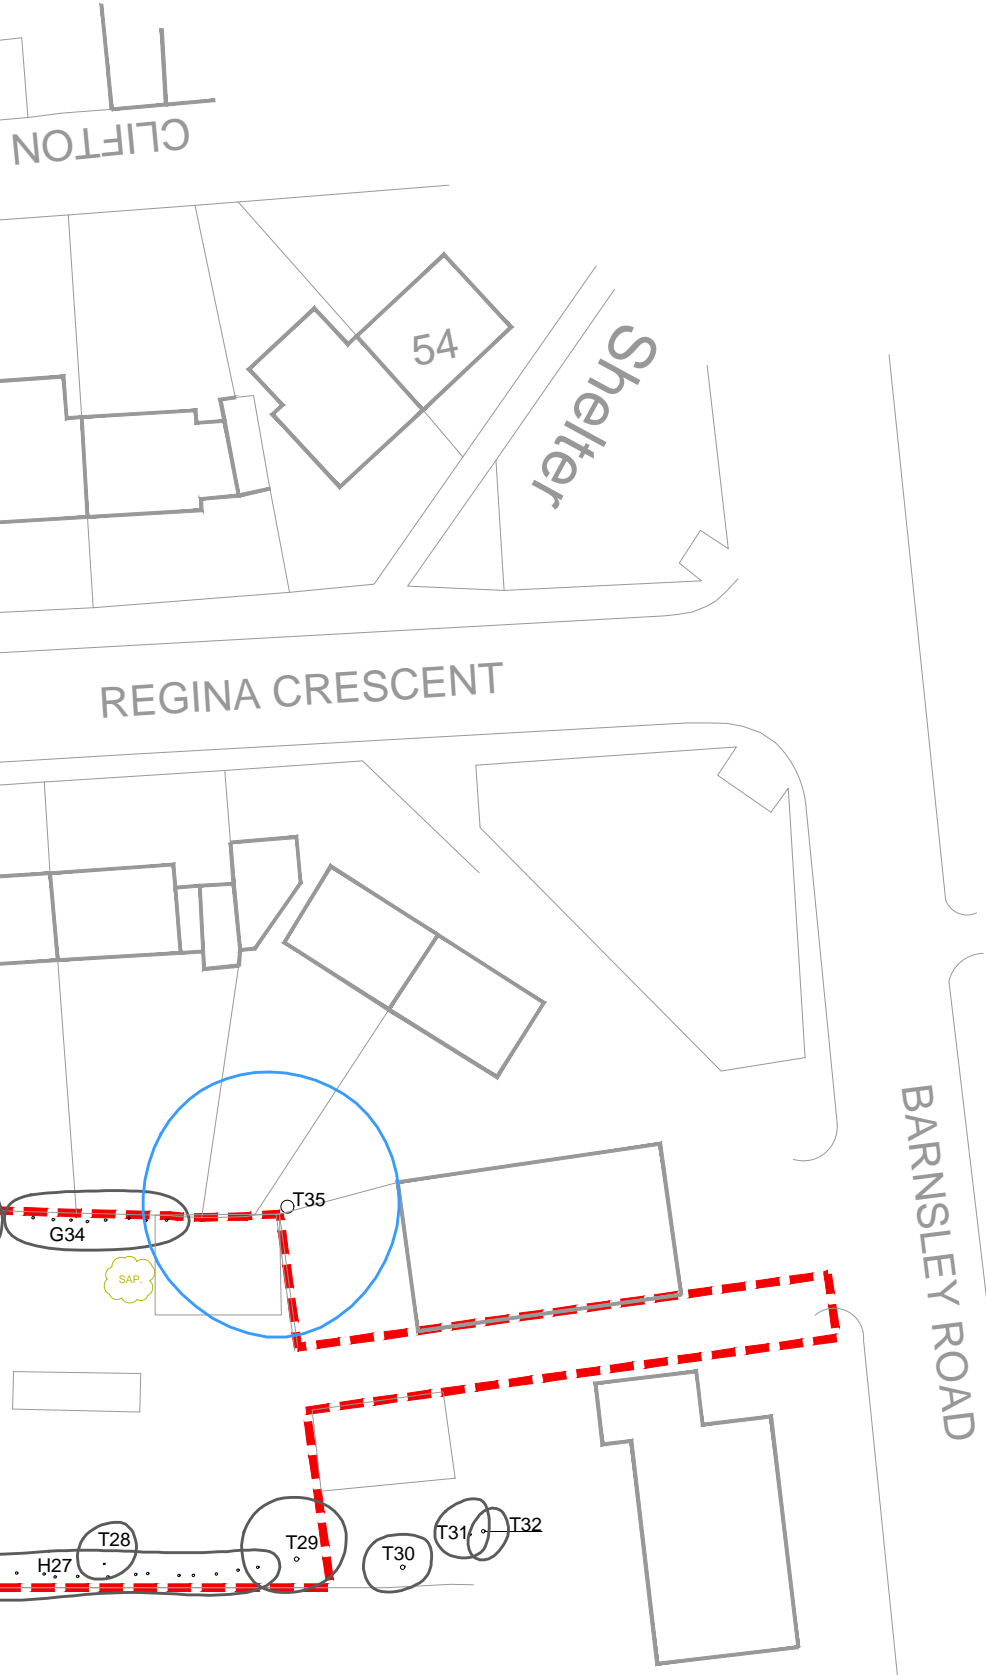 CLIFTON
54
Shelter
REGINA CRESCENT
BARNSLEY ROAD
T35
G34
SAP.
T28
H27
T29
T30
T31
T32